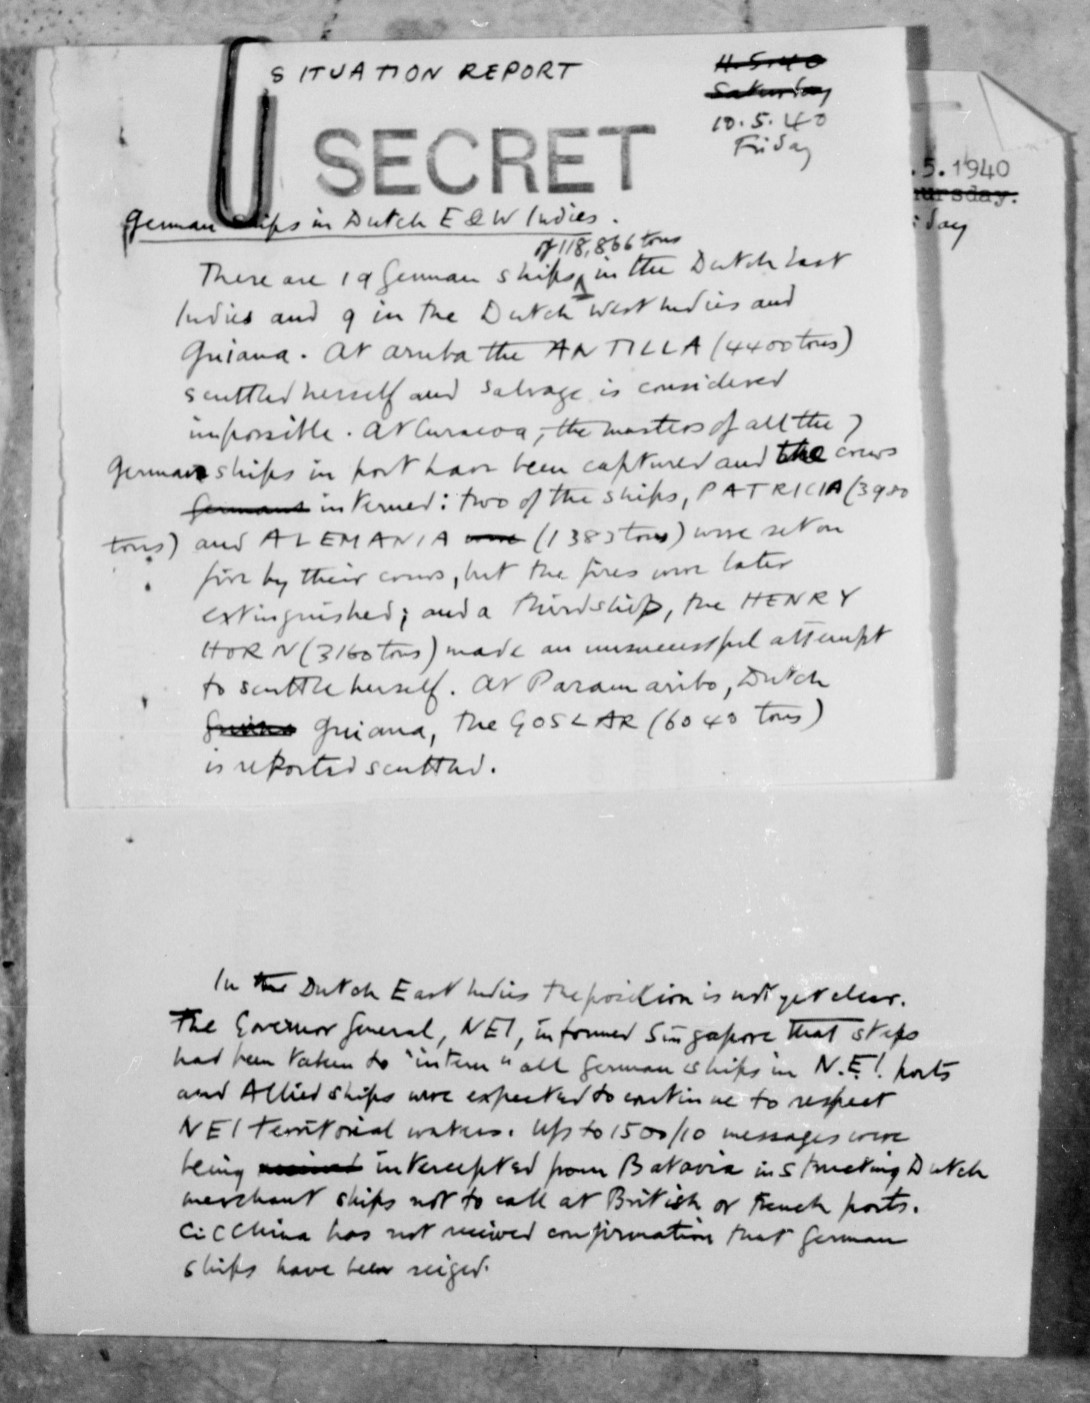 SITUATION REPORT
11.5.40
Saturday
10.5.40
Friday
SECRET
.5.1940
ursday.
day
German ships in Dutch E & W Indies.
of 118,866 tons
There are 19 German ships in the Dutch East
Indies and 9 in the Dutch West Indies and
Guiana. At Aruba the ANTILLA (4400 tons)
scuttled herself and salvage is considered
impossible. At Curacoa, the masters of all the 7
German ships in port have been captured and the crews
Germans interned: two of the ships, PATRICIA (3980
tons) and ALEMANIA were (1383 tons) were set on
fire by their crews, but the fires were later
extinguished; and a third ship, the HENRY
HORN (3160 tons) made an unsuccessful attempt
to scuttle herself. At Paramaribo, Dutch
Guiana, the GOSLAR (6040 tons)
is reported scuttled.
In the Dutch East Indies the position is not yet clear.
The Governor General, NEI, informed Singapore that steps
had been taken to "intern" all German ships in N.E.I. ports
and Allied ships were expected to continue to respect
NEI territorial waters. Up to 1500/10 messages were
being received intercepted from Batavia instructing Dutch
merchant ships not to call at British or French ports.
C: C China has not received confirmation that German
ships have been seized.